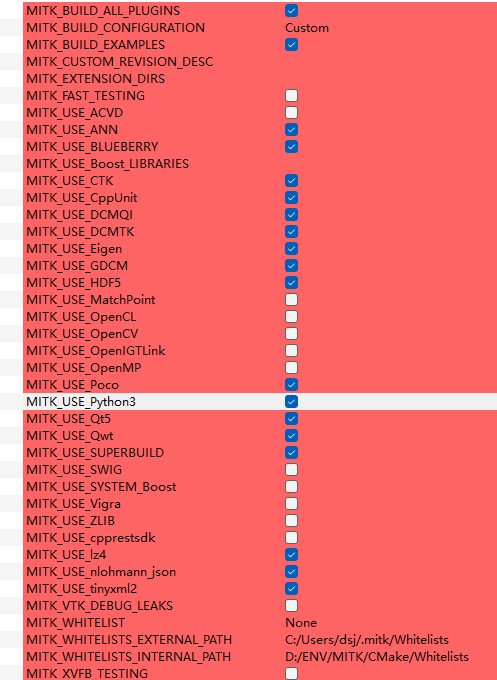 MITK_BUILD_ALL_PLUGINS
MITK_BUILD_CONFIGURATION Custom
MITK_BUILD_EXAMPLES
MITK_CUSTOM_REVISION_DESC
MITK_EXTENSION_DIRS
MITK_FAST_TESTING
MITK_USE_ACVD
MITK_USE_ANN
MITK_USE_BLUEBERRY
MITK_USE_Boost_LIBRARIES
MITK_USE_CTK
MITK_USE_CppUnit
MITK_USE_DCMQI
MITK_USE_DCMTK
MITK_USE_Eigen
MITK_USE_GDCM
MITK_USE_HDF5
MITK_USE_MatchPoint
MITK_USE_OpenCL
MITK_USE_OpenCV
MITK_USE_OpenIGTLink
MITK_USE_OpenMP
MITK_USE_Poco
MITK_USE_Python3
MITK_USE_Qt5
MITK_USE_Qwt
MITK_USE_SUPERBUILD
MITK_USE_SWIG
MITK_USE_SYSTEM_Boost
MITK_USE_Vigra
MITK_USE_ZLIB
MITK_USE_cpprestsdk
MITK_USE_lz4
MITK_USE_nlohmann_json
MITK_USE_tinyxml2
MITK_VTK_DEBUG_LEAKS
MITK_WHITELIST None
MITK_WHITELISTS_EXTERNAL_PATH C:/Users/dsj/.mitk/Whitelists
MITK_WHITELISTS_INTERNAL_PATH D:/ENV/MITK/CMake/Whitelists
MITK_XVFB_TESTING